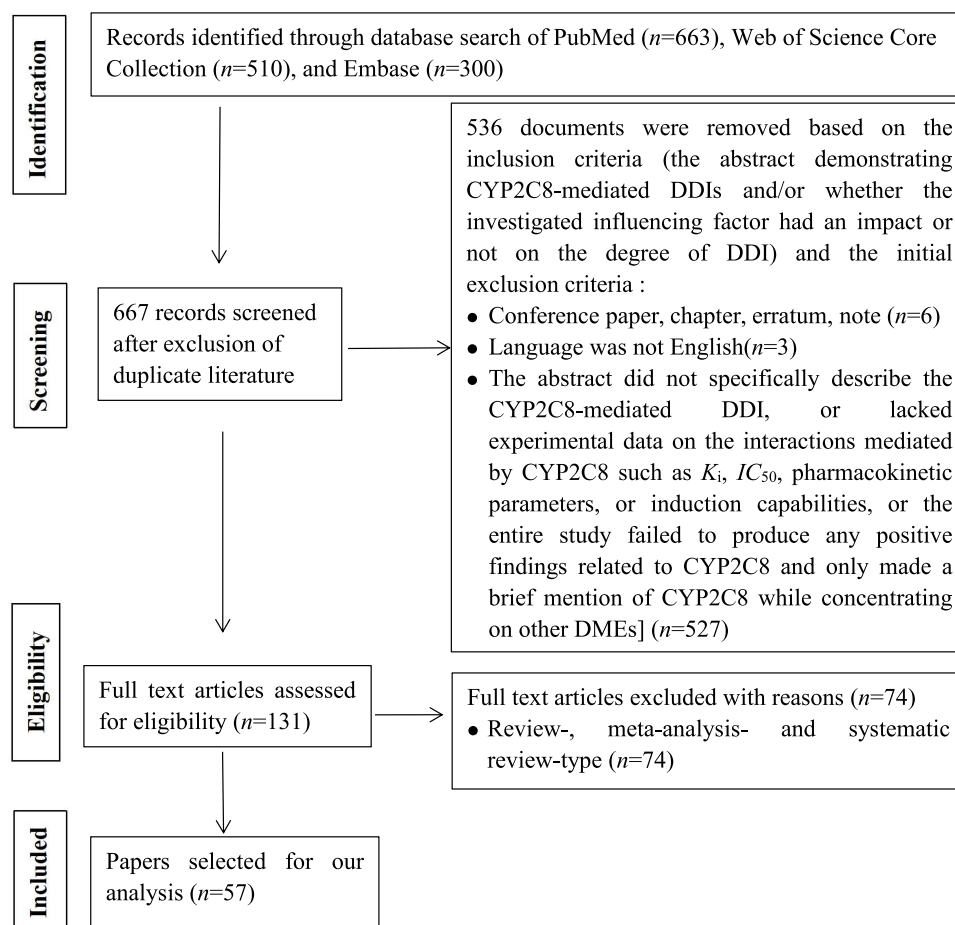 Identification
Records identified through database search of PubMed (n=663), Web of Science Core
Collection (n=510), and Embase (n=300)
Screening
667 records screened
after exclusion of
duplicate literature
536 documents were removed based on the
inclusion criteria (the abstract demonstrating
CYP2C8-mediated DDIs and/or whether the
investigated influencing factor had an impact or
not on the degree of DDI) and the initial
exclusion criteria :
● Conference paper, chapter, erratum, note (n=6)
● Language was not English(n=3)
● The abstract did not specifically describe the
CYP2C8-mediated DDI, or lacked
experimental data on the interactions mediated
by CYP2C8 such as Ki, IC50, pharmacokinetic
parameters, or induction capabilities, or the
entire study failed to produce any positive
findings related to CYP2C8 and only made a
brief mention of CYP2C8 while concentrating
on other DMEs] (n=527)
Eligibility
Full text articles assessed
for eligibility (n=131)
Full text articles excluded with reasons (n=74)
● Review-, meta-analysis- and systematic
review-type (n=74)
Included
Papers selected for our
analysis (n=57)